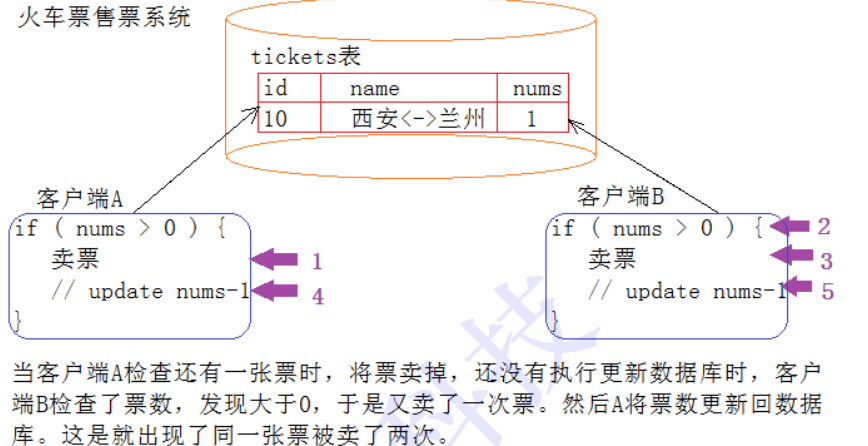 火车票售票系统
tickets表
id name nums
10 西安<->兰州 1
客户端A
if ( nums > 0 ) {
卖票 1
// update nums-1 4
}
客户端B
if ( nums > 0 ) { 2
卖票 3
// update nums-1 5
}
当客户端A检查还有一张票时，将票卖掉，还没有执行更新数据库时，客户
端B检查了票数，发现大于0，于是又卖了一次票。然后A将票数更新回数据
库。这是就出现了同一张票被卖了两次。
科技